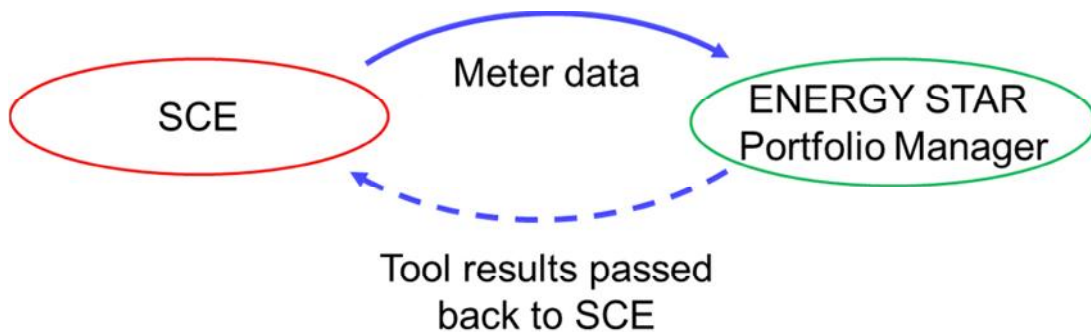 SCE
Meter data
ENERGY STAR
Portfolio Manager
Tool results passed
back to SCE